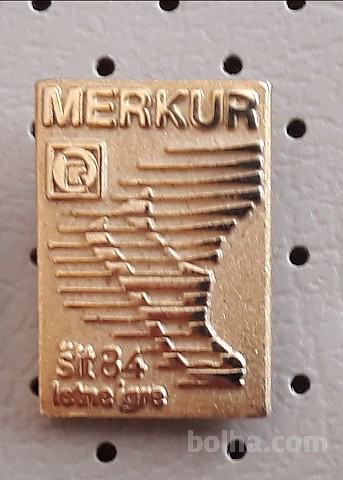 MERKUR
šit 84
letne igre
bolha.com